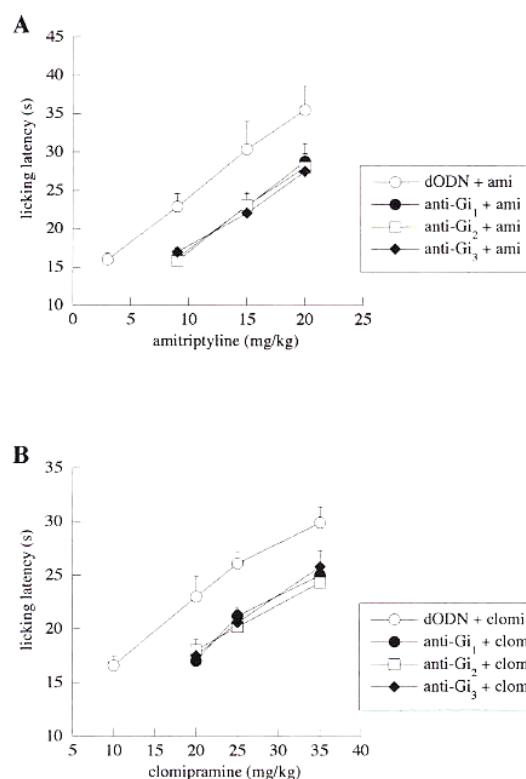 A
45
40
35
30
25
20
15
10
licking latency (s)
0 5 10 15 20 25
amitriptyline (mg/kg)
dODN + ami
anti-Gi₁ + ami
anti-Gi₂ + ami
anti-Gi₃ + ami
B
35
30
25
20
15
10
licking latency (s)
10 15 20 25 30 35 40
clomipramine (mg/kg)
dODN + clomi
anti-Gi₁ + clom
anti-Gi₂ + clom
anti-Gi₃ + clom